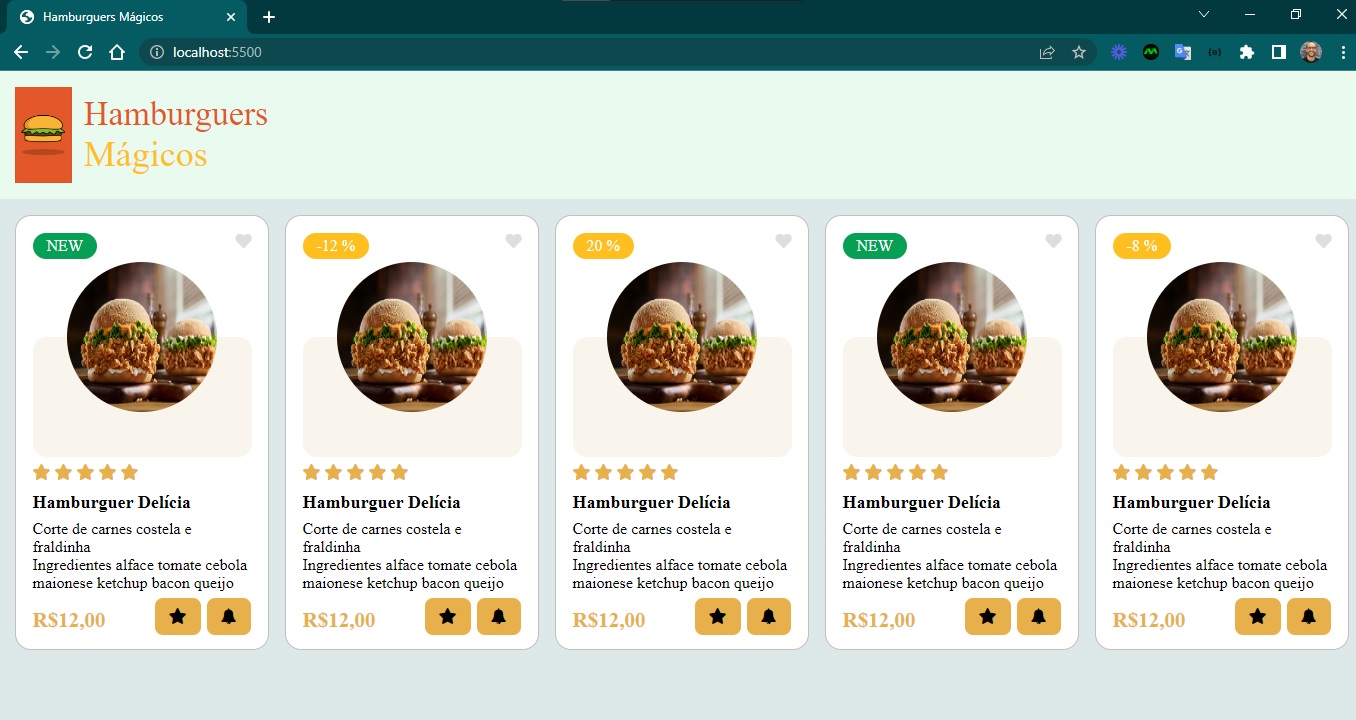 Hamburguers Mágicos
localhost:5500
Hamburguers
Mágicos
NEW
-12 %
20 %
NEW
-8 %
Hamburguer Delícia
Corte de carnes costela e
fraldinha
Ingredientes alface tomate cebola
maionese ketchup bacon queijo
R$12,00
Hamburguer Delícia
Corte de carnes costela e
fraldinha
Ingredientes alface tomate cebola
maionese ketchup bacon queijo
R$12,00
Hamburguer Delícia
Corte de carnes costela e
fraldinha
Ingredientes alface tomate cebola
maionese ketchup bacon queijo
R$12,00
Hamburguer Delícia
Corte de carnes costela e
fraldinha
Ingredientes alface tomate cebola
maionese ketchup bacon queijo
R$12,00
Hamburguer Delícia
Corte de carnes costela e
fraldinha
Ingredientes alface tomate cebola
maionese ketchup bacon queijo
R$12,00